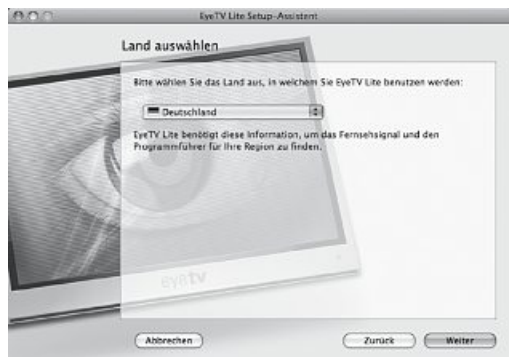 EyeTV Lite Setup-Assistent
Land auswählen
Bitte wählen Sie das Land aus, in welchem Sie EyeTV Lite benutzen werden:
Deutschland
EyeTV Lite benötigt diese Information, um das Fernsehsignal und den
Programmführer für Ihre Region zu finden.
eyetv
Abbrechen
Zurück
Weiter